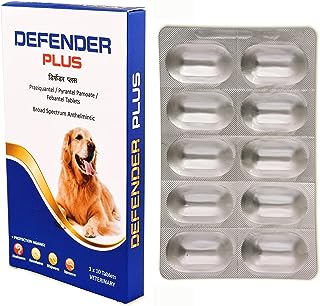 DEFENDER
PLUS
डिफेंडर प्लस
Praziquantel / Pyrantel Pamoate /
Febantel Tablets
Broad Spectrum Anthelmintic
• PROTECTION AGAINST
1 x 10 Tablets
VETERINARY
DEFENDER PLUS